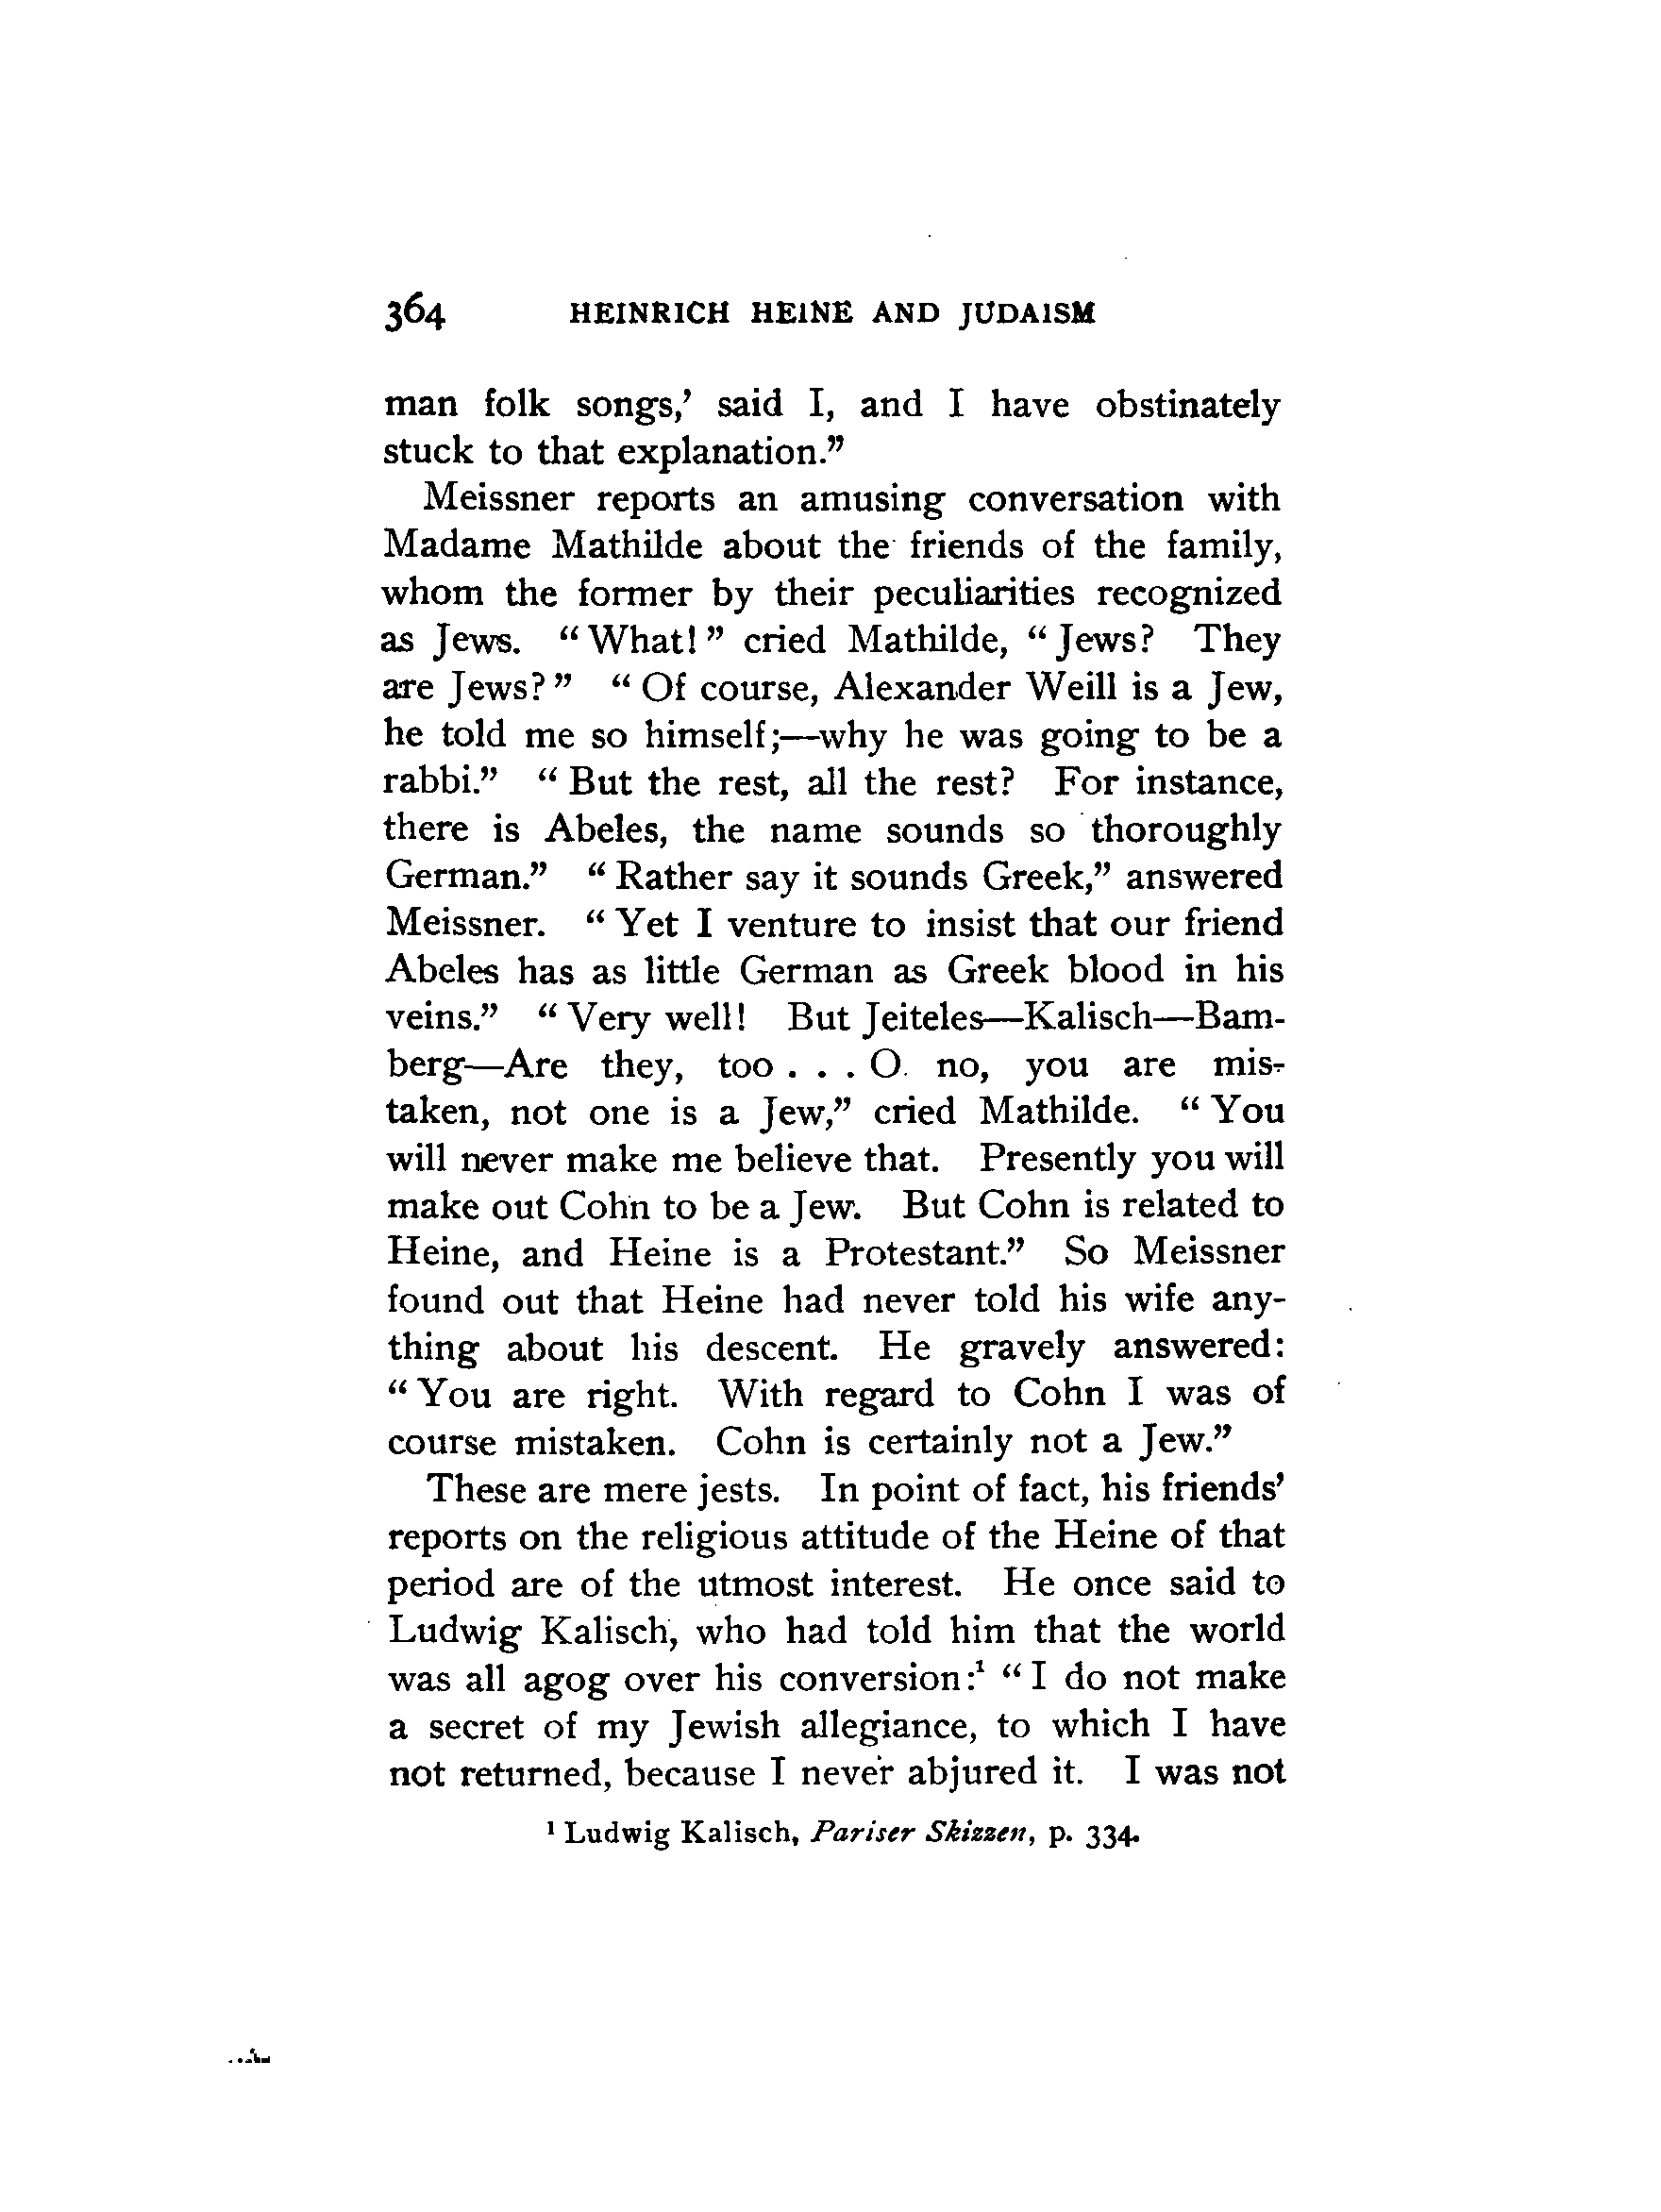 364 HEINRICH HEINE AND JUDAISM
man folk songs,’ said I, and I have obstinately
stuck to that explanation.”
Meissner reports an amusing conversation with
Madame Mathilde about the friends of the family,
whom the former by their peculiarities recognized
as Jews. “What!” cried Mathilde, “Jews? They
are Jews?” “Of course, Alexander Weill is a Jew,
he told me so himself;—why he was going to be a
rabbi.” “But the rest, all the rest? For instance,
there is Abeles, the name sounds so thoroughly
German.” “Rather say it sounds Greek,” answered
Meissner. “Yet I venture to insist that our friend
Abeles has as little German as Greek blood in his
veins.” “Very well! But Jeiteles—Kalisch—Bam-
berg—Are they, too . . . O no, you are mis-
taken, not one is a Jew,” cried Mathilde. “You
will never make me believe that. Presently you will
make out Cohn to be a Jew. But Cohn is related to
Heine, and Heine is a Protestant.” So Meissner
found out that Heine had never told his wife any-
thing about his descent. He gravely answered:
“You are right. With regard to Cohn I was of
course mistaken. Cohn is certainly not a Jew.”
These are mere jests. In point of fact, his friends’
reports on the religious attitude of the Heine of that
period are of the utmost interest. He once said to
Ludwig Kalisch, who had told him that the world
was all agog over his conversion:¹ “I do not make
a secret of my Jewish allegiance, to which I have
not returned, because I never abjured it. I was not
¹ Ludwig Kalisch, Pariser Skizzen, p. 334.